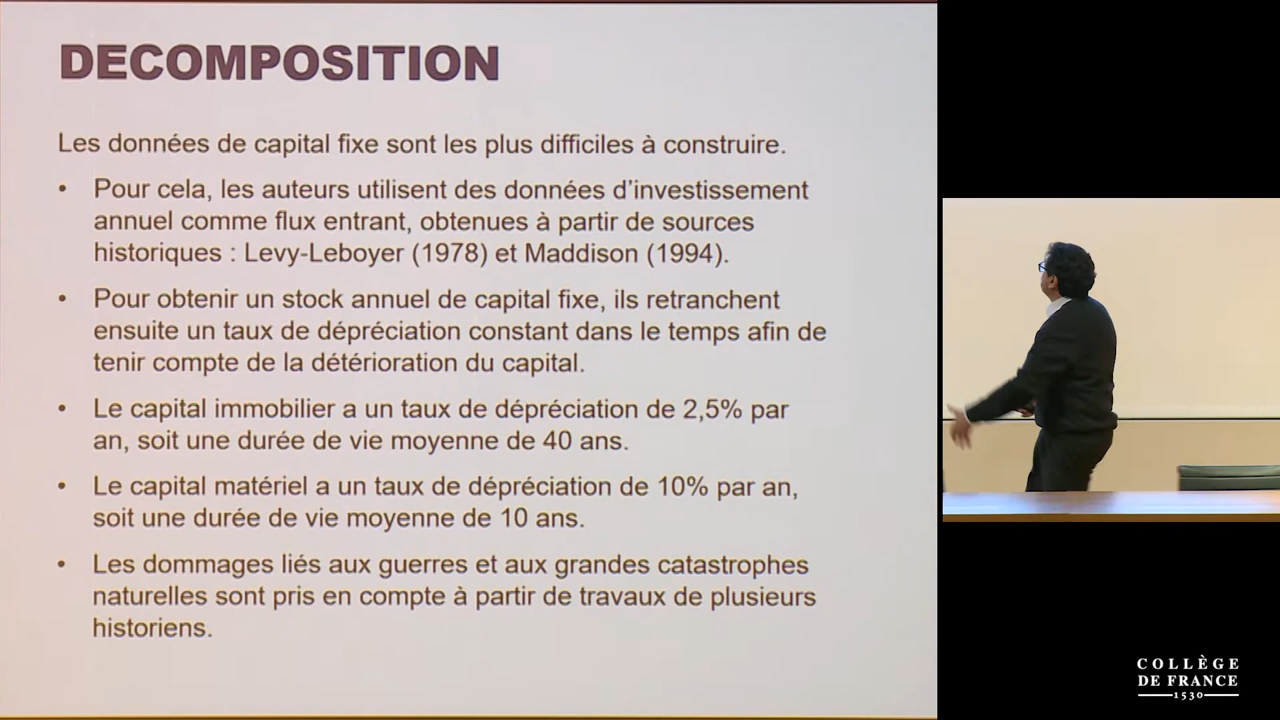 DECOMPOSITION
Les données de capital fixe sont les plus difficiles à construire.
• Pour cela, les auteurs utilisent des données d’investissement
annuel comme flux entrant, obtenues à partir de sources
historiques : Levy-Leboyer (1978) et Maddison (1994).
• Pour obtenir un stock annuel de capital fixe, ils retranchent
ensuite un taux de dépréciation constant dans le temps afin de
tenir compte de la détérioration du capital.
• Le capital immobilier a un taux de dépréciation de 2,5% par
an, soit une durée de vie moyenne de 40 ans.
• Le capital matériel a un taux de dépréciation de 10% par an,
soit une durée de vie moyenne de 10 ans.
• Les dommages liés aux guerres et aux grandes catastrophes
naturelles sont pris en compte à partir de travaux de plusieurs
historiens.
COLLÈGE
DE FRANCE
1530